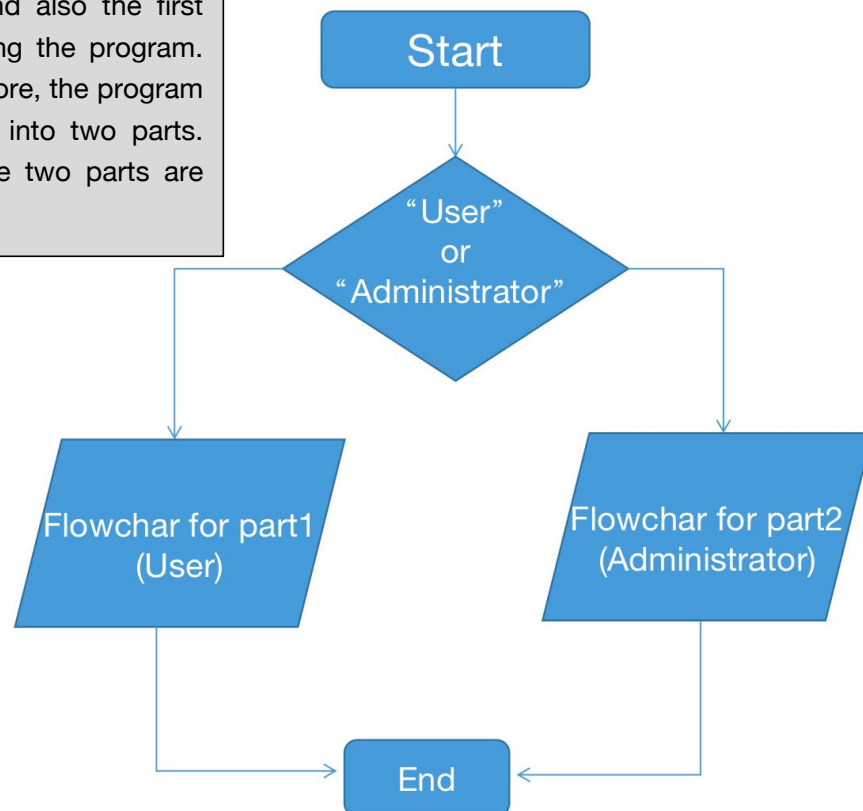 nd also the first
ng the program.
ore, the program
into two parts.
e two parts are
Start
“User”
or
“Administrator”
Flowchar for part1
(User)
Flowchar for part2
(Administrator)
End